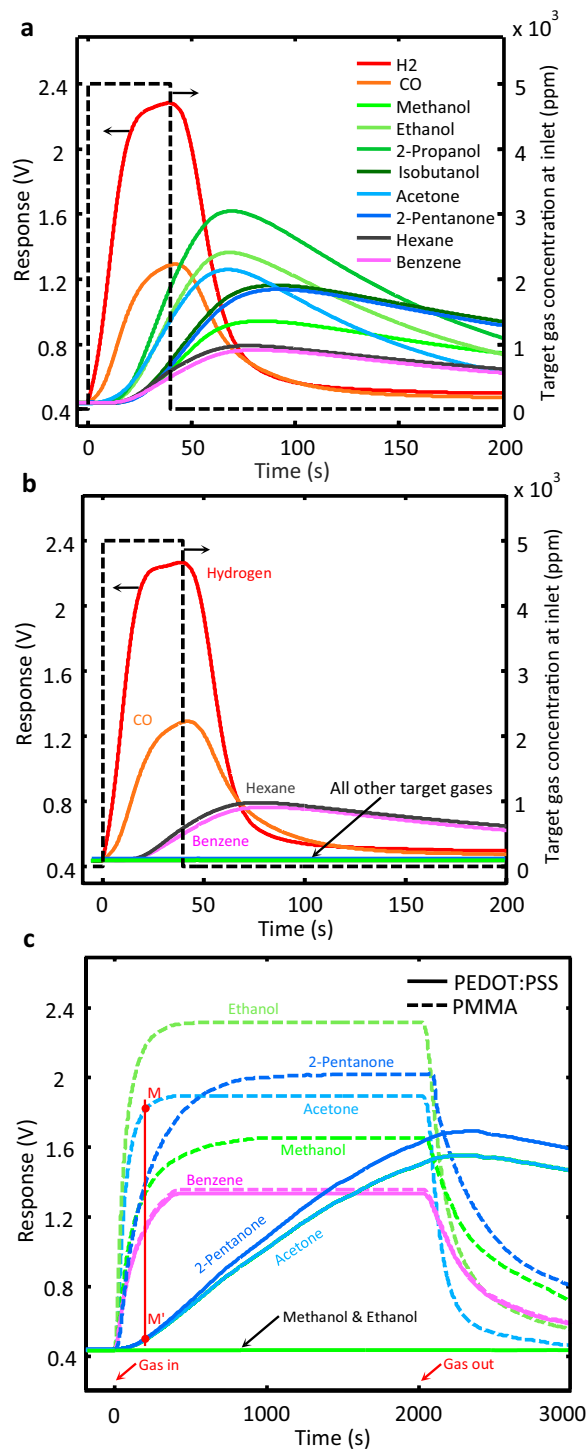 a
x 10³
Response (V)
2.4
2.0
1.6
1.2
0.8
0.4
H2
CO
Methanol
Ethanol
2-Propanol
Isobutanol
Acetone
2-Pentanone
Hexane
Benzene
5
4
3
2
1
0
Target gas concentration at inlet (ppm)
0 50 100 150 200
Time (s)
b
x 10³
Response (V)
2.4
2.0
1.6
1.2
0.8
0.4
Hydrogen
CO
Hexane
All other target gases
Benzene
5
4
3
2
1
0
Target gas concentration at inlet (ppm)
0 50 100 150 200
Time (s)
c
Response (V)
2.4
2.0
1.6
1.2
0.8
0.4
PEDOT:PSS
PMMA
Ethanol
2-Pentanone
M
Acetone
Methanol
Benzene
2-Pentanone
Acetone
M'
Methanol & Ethanol
Gas in
Gas out
0 1000 2000 3000
Time (s)